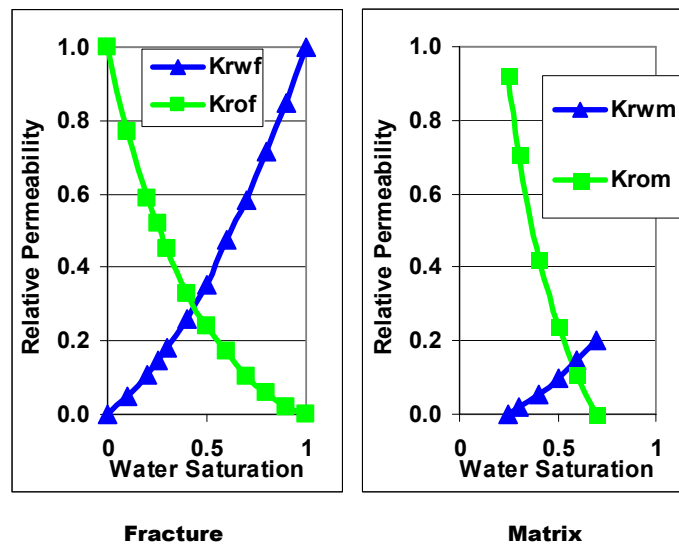 1.0
0.8
0.6
0.4
0.2
0.0
Relative Permeability
Krwf
Krof
0
0.5
1
Water Saturation
Fracture
1.0
0.8
0.6
0.4
0.2
0.0
Relative Permeability
Krwm
Krom
0
0.5
1
Water Saturation
Matrix